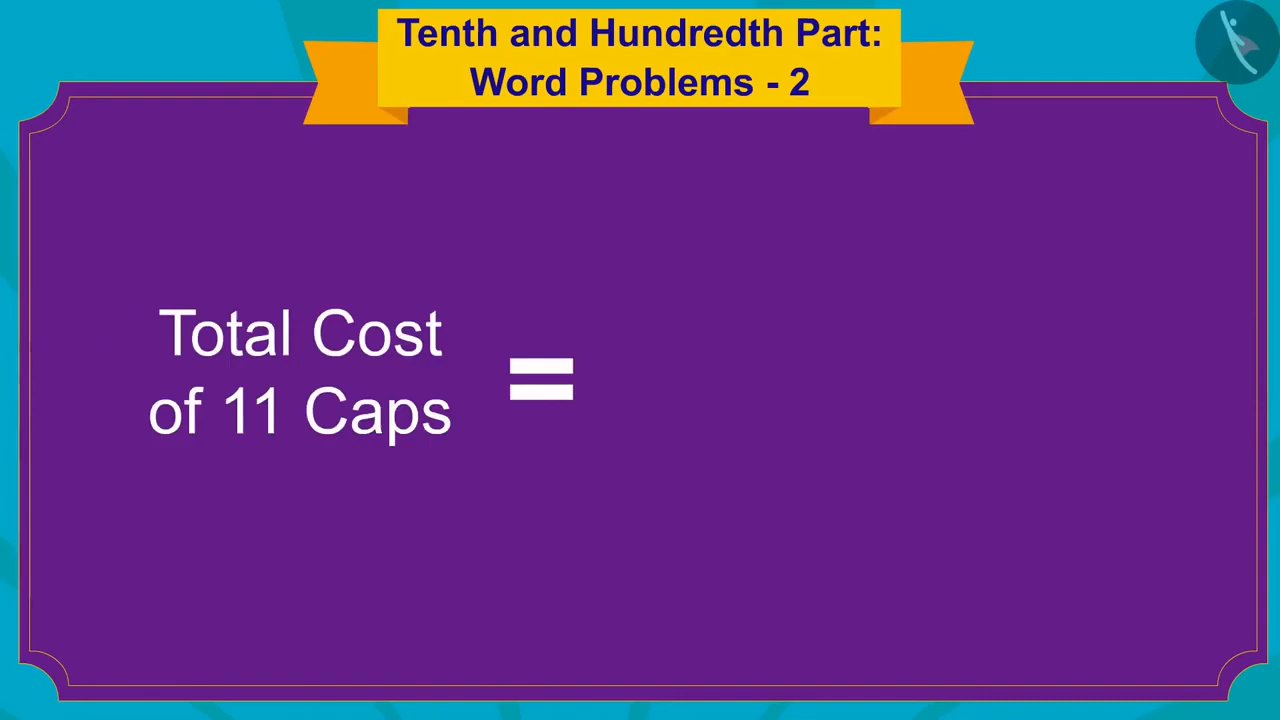 Tenth and Hundredth Part:
Word Problems - 2
Total Cost
of 11 Caps
=